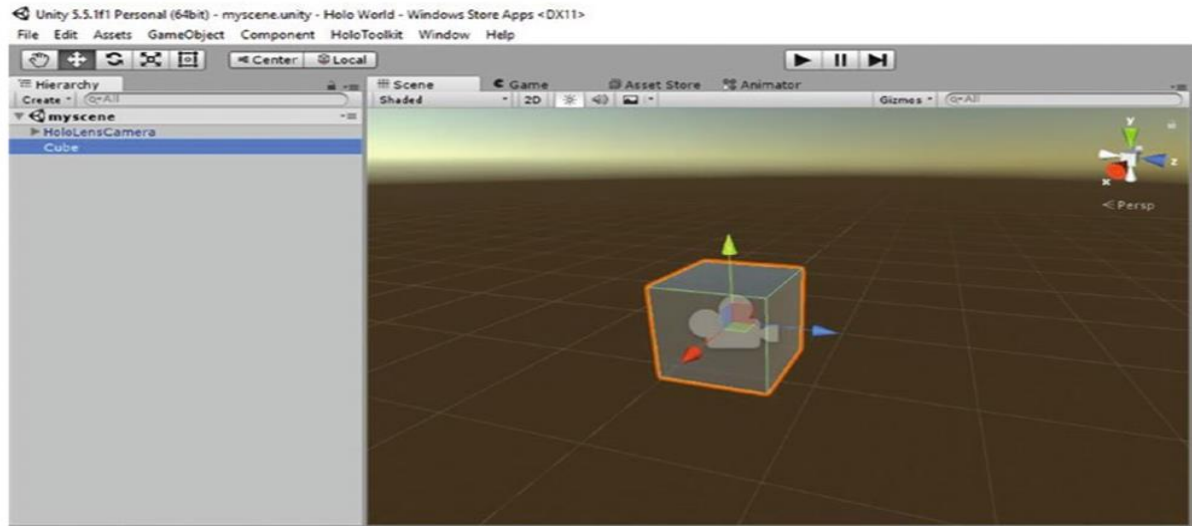 Unity 5.5.1f1 Personal (64bit) - myscene.unity - Holo World - Windows Store Apps <DX11>
File Edit Assets GameObject Component HoloToolkit Window Help
Center Local
Hierarchy Scene Game Asset Store Animator
Create All Shaded 2D Gizmos All
myscene
HoloLensCamera
Cube
y
z
x
Persp